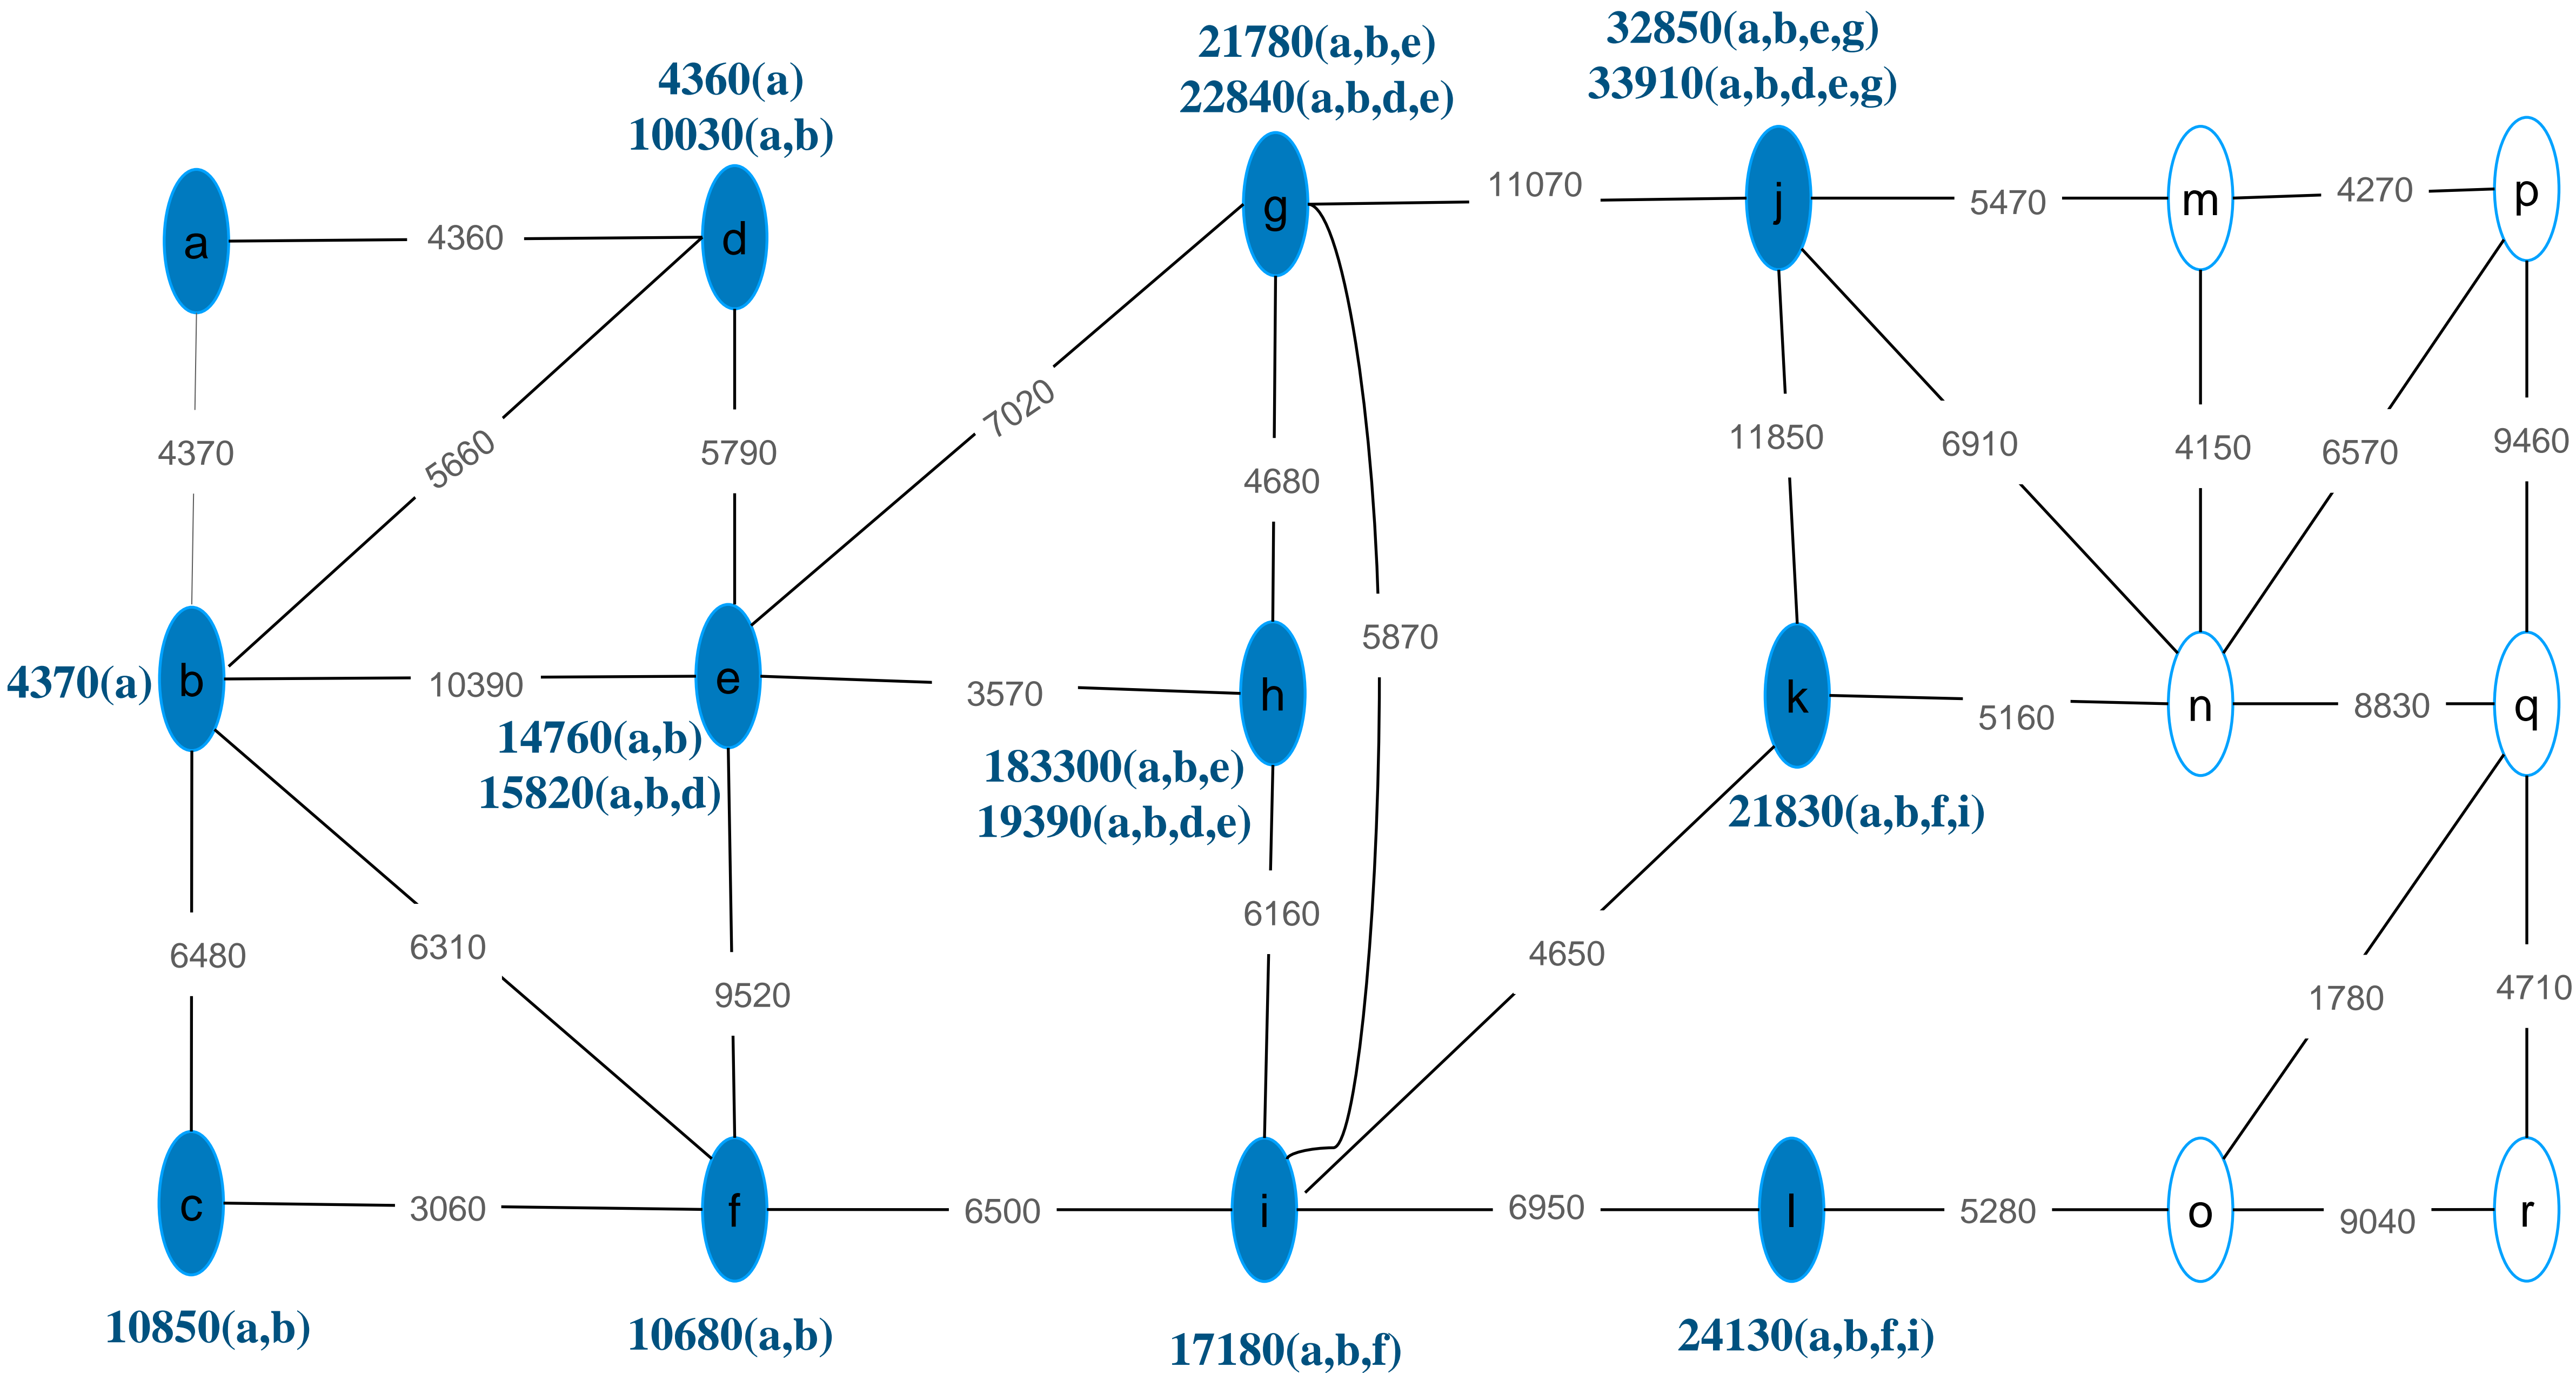 32850(a,b,e,g)
21780(a,b,e)
4360(a)
33910(a,b,d,e,g)
22840(a,b,d,e)
10030(a,b)
a
4360
d
g
11070
j
5470
m
4270
p
4370
5660
5790
7020
4680
5870
11850
6910
4150
6570
9460
4370(a)
b
10390
e
3570
h
k
5160
n
8830
q
14760(a,b)
15820(a,b,d)
183300(a,b,e)
19390(a,b,d,e)
21830(a,b,f,i)
6480
6310
9520
6160
4650
1780
4710
c
3060
f
6500
i
6950
l
5280
o
9040
r
10850(a,b)
10680(a,b)
17180(a,b,f)
24130(a,b,f,i)